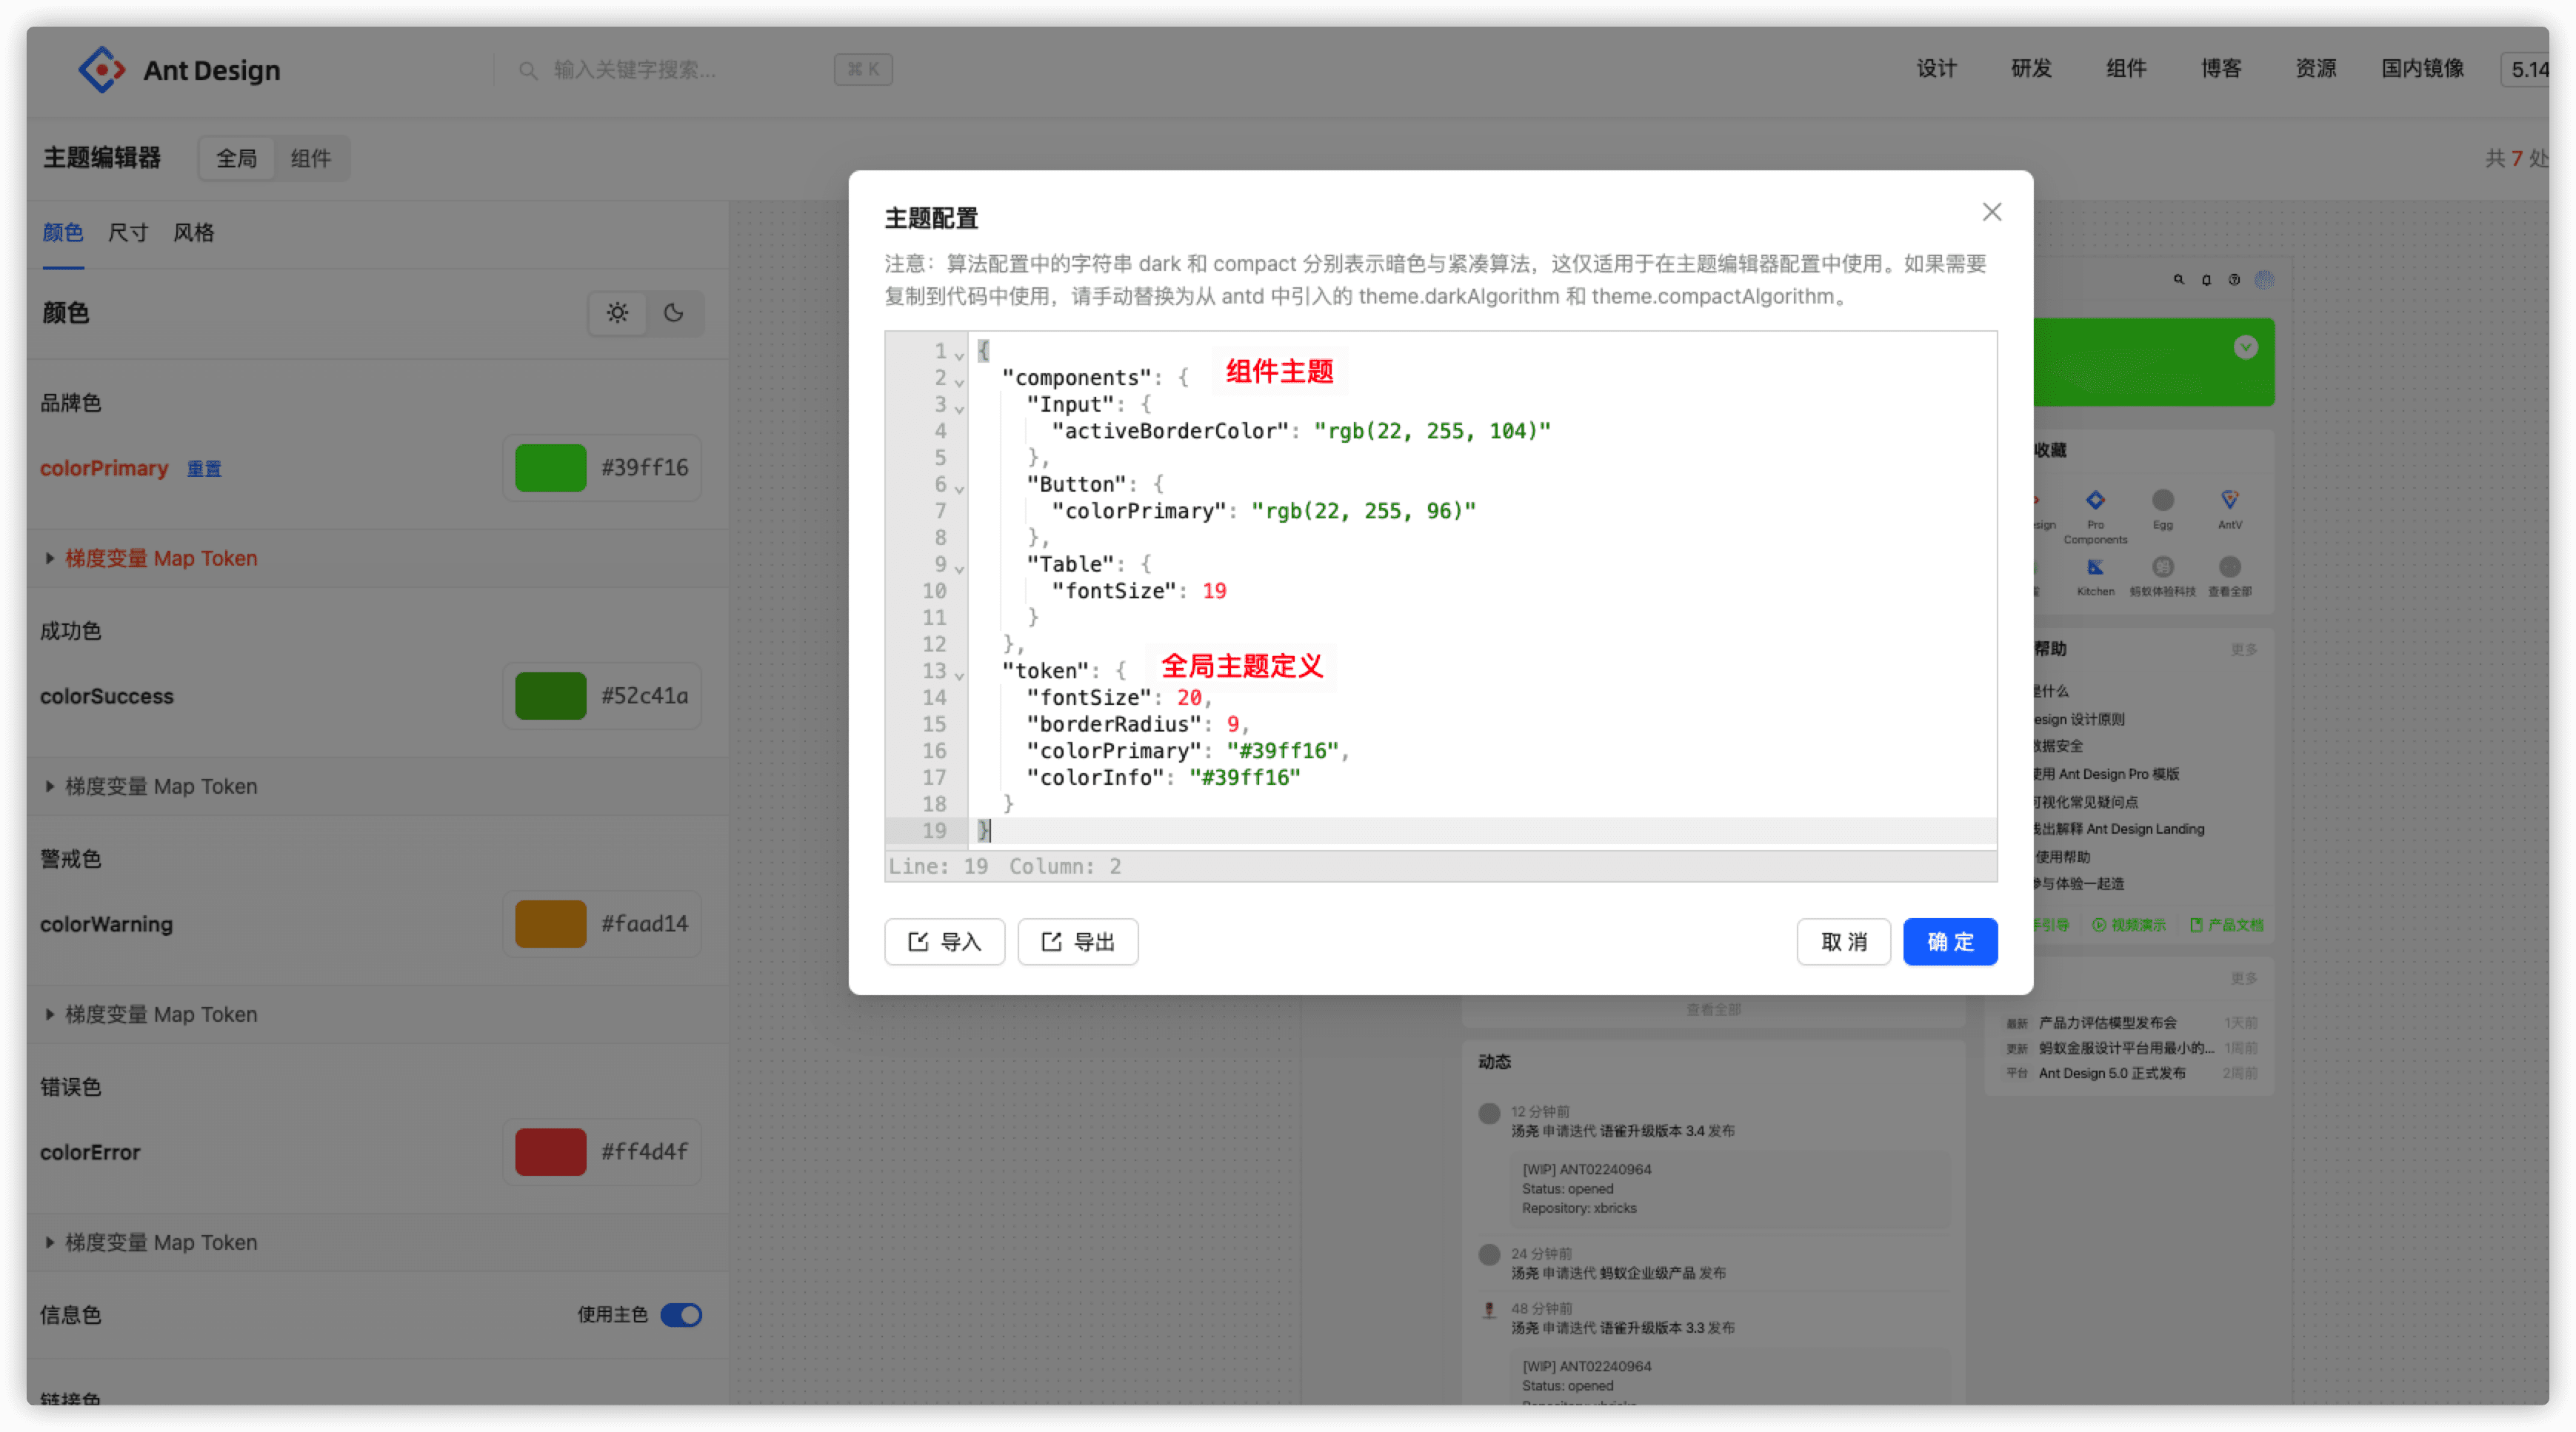 Ant Design
输入关键字搜索...
⌘ K
设计
研发
组件
博客
资源
国内镜像
5.14
主题编辑器
全局
组件
共 7 处
颜色
尺寸
风格
颜色
品牌色
colorPrimary 重置
#39ff16
梯度变量 Map Token
成功色
colorSuccess
#52c41a
梯度变量 Map Token
警戒色
colorWarning
#faad14
梯度变量 Map Token
错误色
colorError
#ff4d4f
梯度变量 Map Token
信息色
使用主色
链接色
主题配置
注意：算法配置中的字符串 dark 和 compact 分别表示暗色与紧凑算法，这仅适用于在主题编辑器配置中使用。如果需要
复制到代码中使用，请手动替换为从 antd 中引入的 theme.darkAlgorithm 和 theme.compactAlgorithm。
1 {
2 "components": { 组件主题
3 "Input": {
4 "activeBorderColor": "rgb(22, 255, 104)"
5 },
6 "Button": {
7 "colorPrimary": "rgb(22, 255, 96)"
8 },
9 "Table": {
10 "fontSize": 19
11 }
12 },
13 "token": { 全局主题定义
14 "fontSize": 20,
15 "borderRadius": 9,
16 "colorPrimary": "#39ff16",
17 "colorInfo": "#39ff16"
18 }
19 }
Line: 19 Column: 2
导入
导出
取 消
确 定
收藏
esign
Pro Components
Egg
AntV
Kitchen
蚂蚁体验科技
查看全部
帮助
更多
是什么
esign 设计原则
数据安全
使用 Ant Design Pro 模版
可视化常见疑问点
浅出解释 Ant Design Landing
使用帮助
参与体验一起造
手引导
视频演示
产品文档
更多
最新 产品力评估模型发布会 1天前
更新 蚂蚁金服设计平台用最小的... 1周前
平台 Ant Design 5.0 正式发布 2周前
查看全部
动态
12 分钟前
汤尧 申请迭代 语雀升级版本 3.4 发布
[WIP] ANT02240964
Status: opened
Repository: xbricks
24 分钟前
汤尧 申请迭代 蚂蚁企业级产品 发布
48 分钟前
汤尧 申请迭代 语雀升级版本 3.3 发布
[WIP] ANT02240964
Status: opened